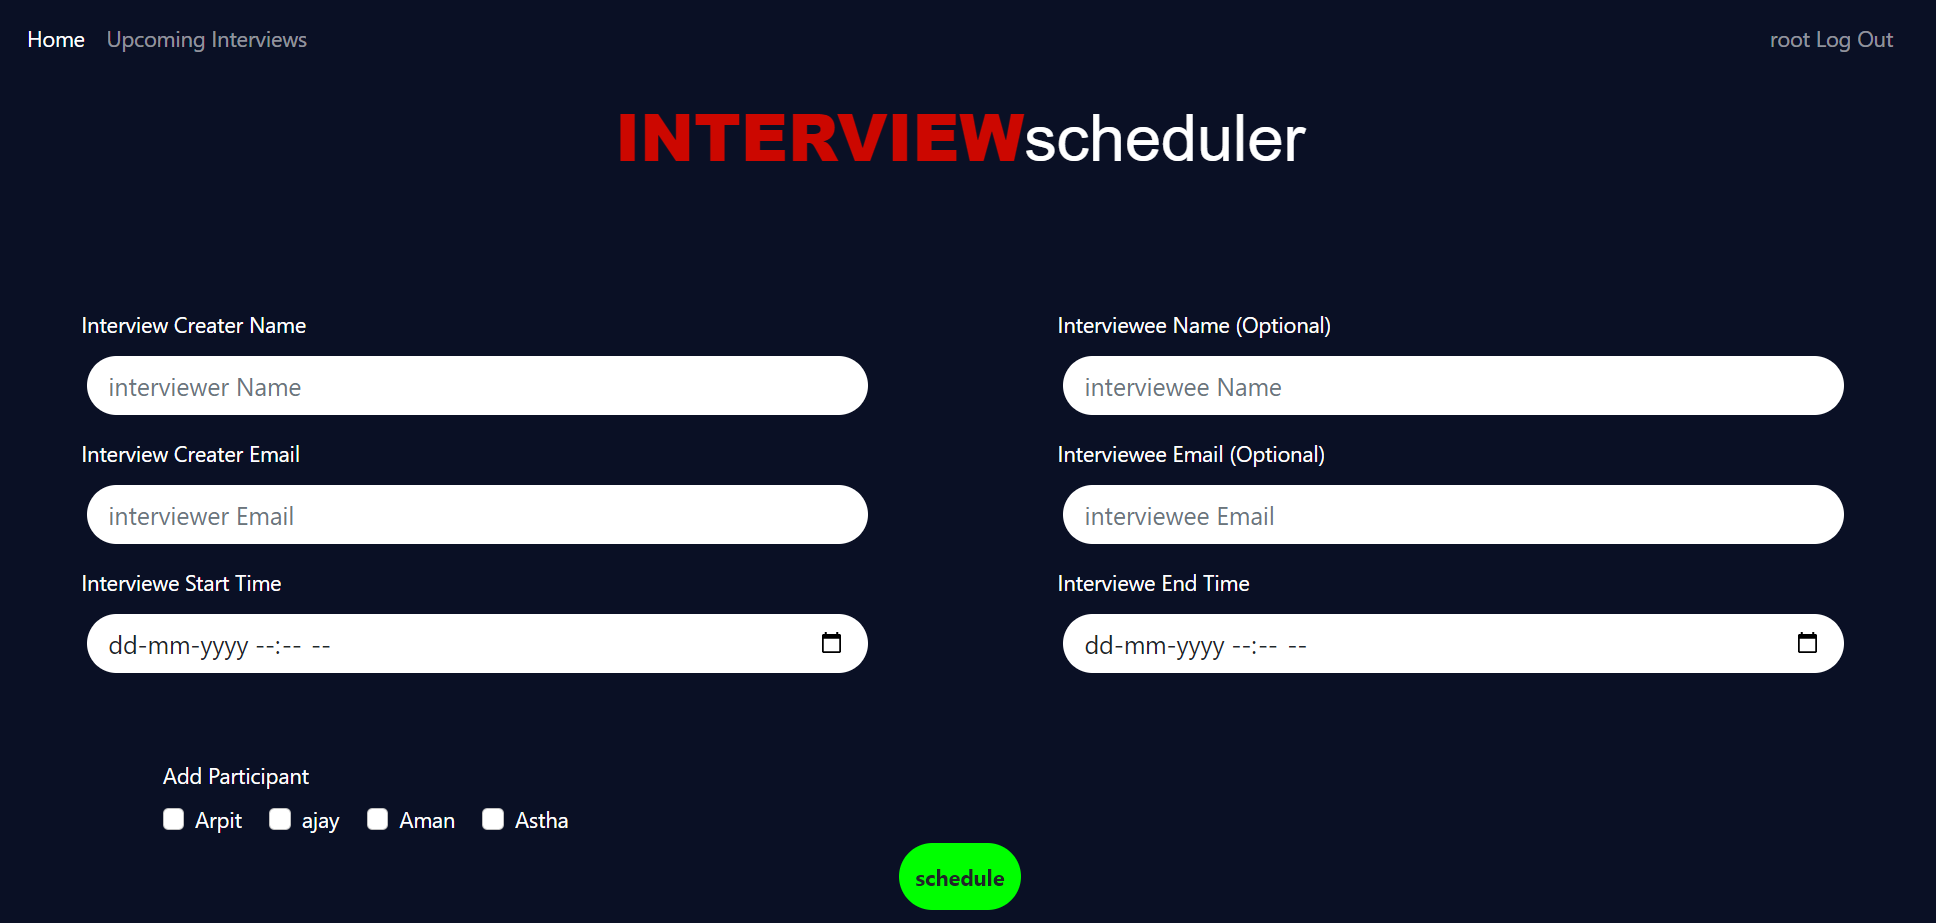 Home Upcoming Interviews root Log Out
INTERVIEWscheduler
Interview Creater Name Interviewee Name (Optional)
interviewer Name interviewee Name
Interview Creater Email Interviewee Email (Optional)
interviewer Email interviewee Email
Interviewe Start Time Interviewe End Time
dd-mm-yyyy --:-- -- dd-mm-yyyy --:-- --
Add Participant
Arpit ajay Aman Astha
schedule